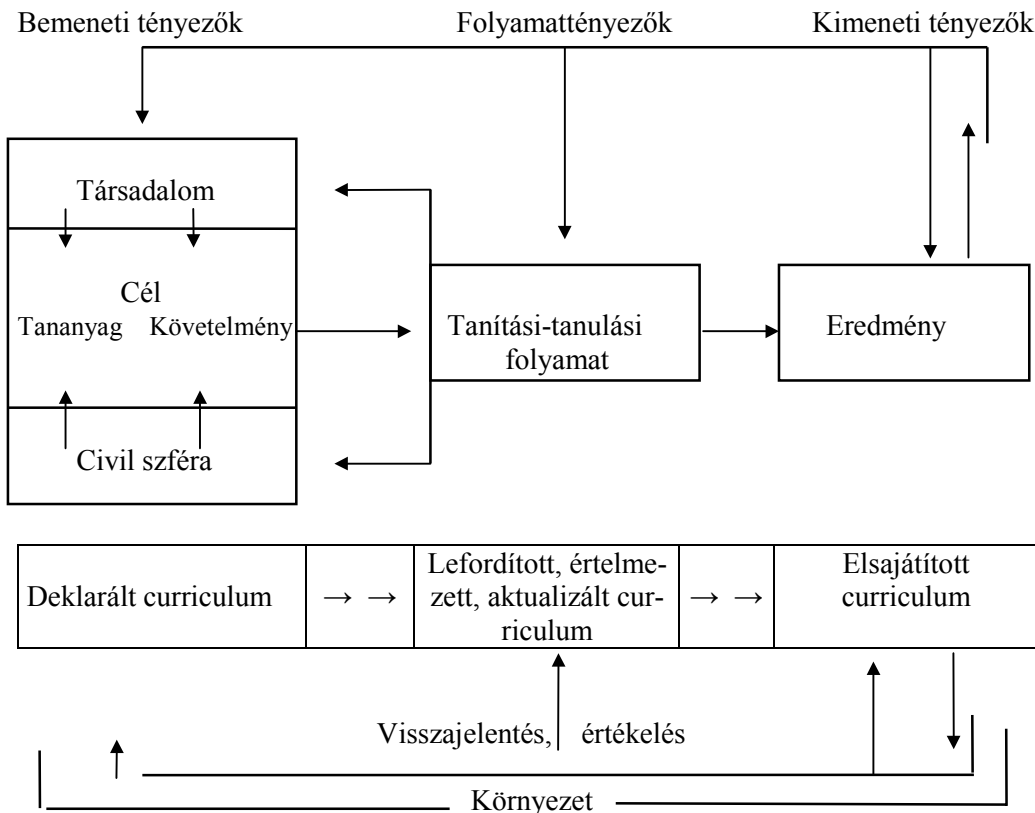 Bemeneti tényezők Folyamattényezők Kimeneti tényezők
Társadalom
Cél
Tananyag Követelmény
Tanítási-tanulási
folyamat
Eredmény
Civil szféra
Deklarált curriculum → → Lefordított, értelme-
zett, aktualizált cur-
riculum → → Elsajátított
curriculum
Visszajelentés, értékelés
Környezet